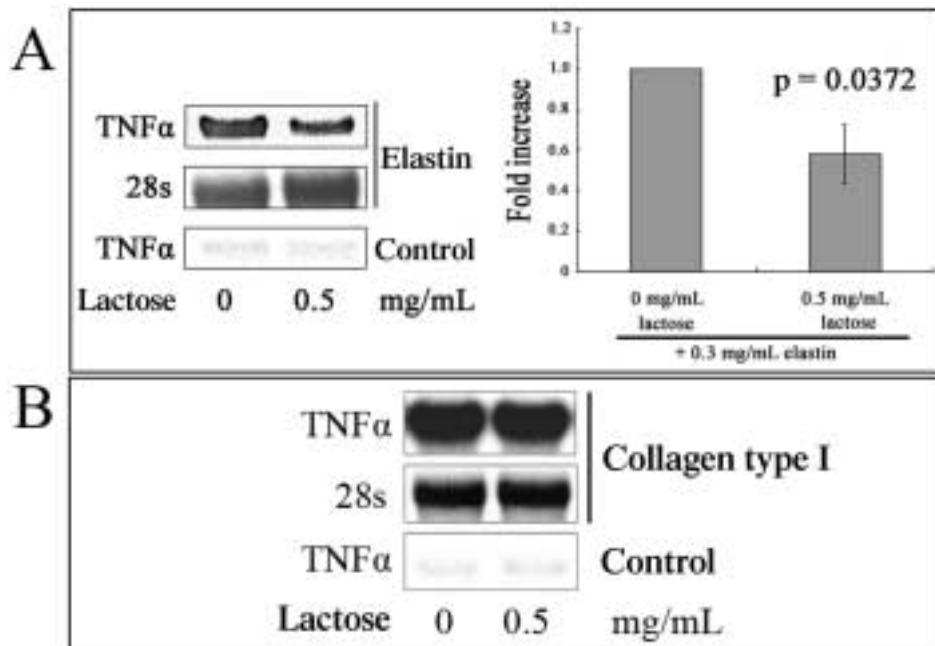 A
TNFα
28s
Elastin
TNFα
Control
Lactose 0 0.5 mg/mL
Fold increase
1.2
1.0
0.8
0.6
0.4
0.2
0
p = 0.0372
0 mg/mL
lactose
0.5 mg/mL
lactose
+ 0.3 mg/mL elastin
B
TNFα
28s
Collagen type I
TNFα
Control
Lactose 0 0.5 mg/mL